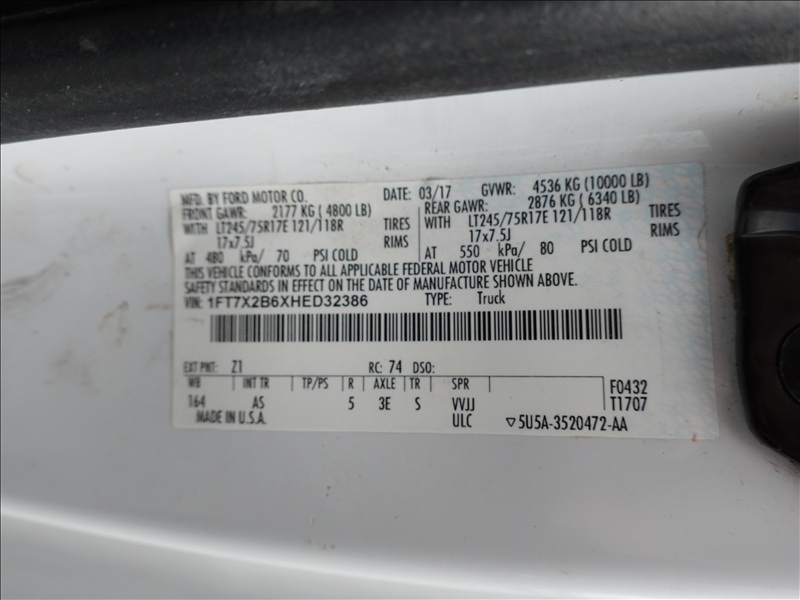 MFD. BY FORD MOTOR CO. DATE: 03/17 GVWR: 4536 KG (10000 LB)
FRONT GAWR: 2177 KG ( 4800 LB) REAR GAWR: 2876 KG ( 6340 LB)
WITH LT245/75R17E 121/118R TIRES WITH LT245/75R17E 121/118R TIRES
17x7.5J RIMS 17x7.5J RIMS
AT 480 kPa/ 70 PSI COLD AT 550 kPa/ 80 PSI COLD
THIS VEHICLE CONFORMS TO ALL APPLICABLE FEDERAL MOTOR VEHICLE
SAFETY STANDARDS IN EFFECT ON THE DATE OF MANUFACTURE SHOWN ABOVE.
VIN: 1FT7X2B6XHED32386 TYPE: Truck
EXT PNT: Z1 RC: 74 DSO:
WB INT TR TP/PS R AXLE TR SPR F0432
164 AS 5 3E S VVJJ T1707
MADE IN U.S.A. ULC ▽5U5A-3520472-AA